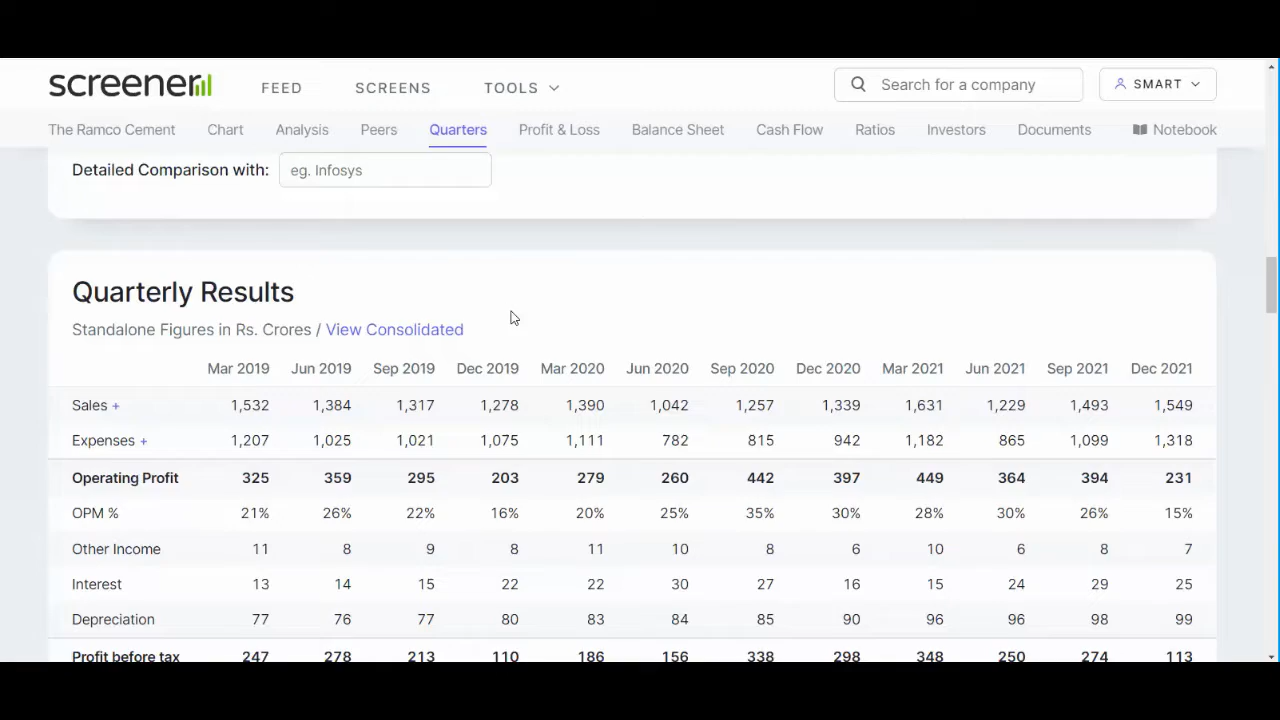 screener FEED SCREENS TOOLS Search for a company SMART
The Ramco Cement Chart Analysis Peers Quarters Profit & Loss Balance Sheet Cash Flow Ratios Investors Documents Notebook
Detailed Comparison with: eg. Infosys
Quarterly Results
Standalone Figures in Rs. Crores / View Consolidated
Mar 2019 Jun 2019 Sep 2019 Dec 2019 Mar 2020 Jun 2020 Sep 2020 Dec 2020 Mar 2021 Jun 2021 Sep 2021 Dec 2021
Sales + 1,532 1,384 1,317 1,278 1,390 1,042 1,257 1,339 1,631 1,229 1,493 1,549
Expenses + 1,207 1,025 1,021 1,075 1,111 782 815 942 1,182 865 1,099 1,318
Operating Profit 325 359 295 203 279 260 442 397 449 364 394 231
OPM % 21% 26% 22% 16% 20% 25% 35% 30% 28% 30% 26% 15%
Other Income 11 8 9 8 11 10 8 6 10 6 8 7
Interest 13 14 15 22 22 30 27 16 15 24 29 25
Depreciation 77 76 77 80 83 84 85 90 96 96 98 99
Profit before tax 247 278 213 110 186 156 338 298 348 250 274 113